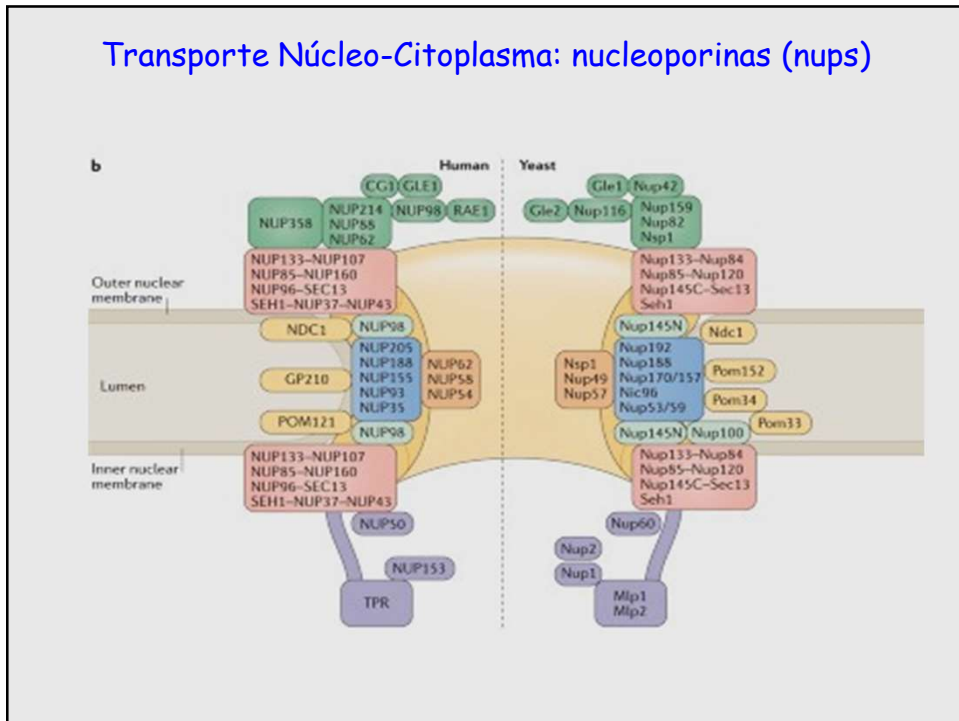 Transporte Núcleo-Citoplasma: nucleoporinas (nups)
b
Human
Yeast
CG1
GLE1
NUP358
NUP214
NUP88
NUP62
NUP98
RAE1
NUP133–NUP107
NUP85–NUP160
NUP96–SEC13
SEH1–NUP37–NUP43
Outer nuclear
membrane
NDC1
NUP98
NUP205
NUP188
NUP155
NUP93
NUP35
NUP62
NUP58
NUP54
Lumen
GP210
POM121
NUP98
Inner nuclear
membrane
NUP133–NUP107
NUP85–NUP160
NUP96–SEC13
SEH1–NUP37–NUP43
NUP50
NUP153
TPR
Gle1
Nup42
Gle2
Nup116
Nup159
Nup82
Nsp1
Nup133–Nup84
Nup85–Nup120
Nup145C–Sec13
Seh1
Nup145N
Ndc1
Nsp1
Nup49
Nup57
Nup192
Nup188
Nup170/157
Nic96
Nup53/59
Pom152
Pom34
Pom33
Nup145N
Nup100
Nup133–Nup84
Nup85–Nup120
Nup145C–Sec13
Seh1
Nup60
Nup2
Nup1
Mlp1
Mlp2